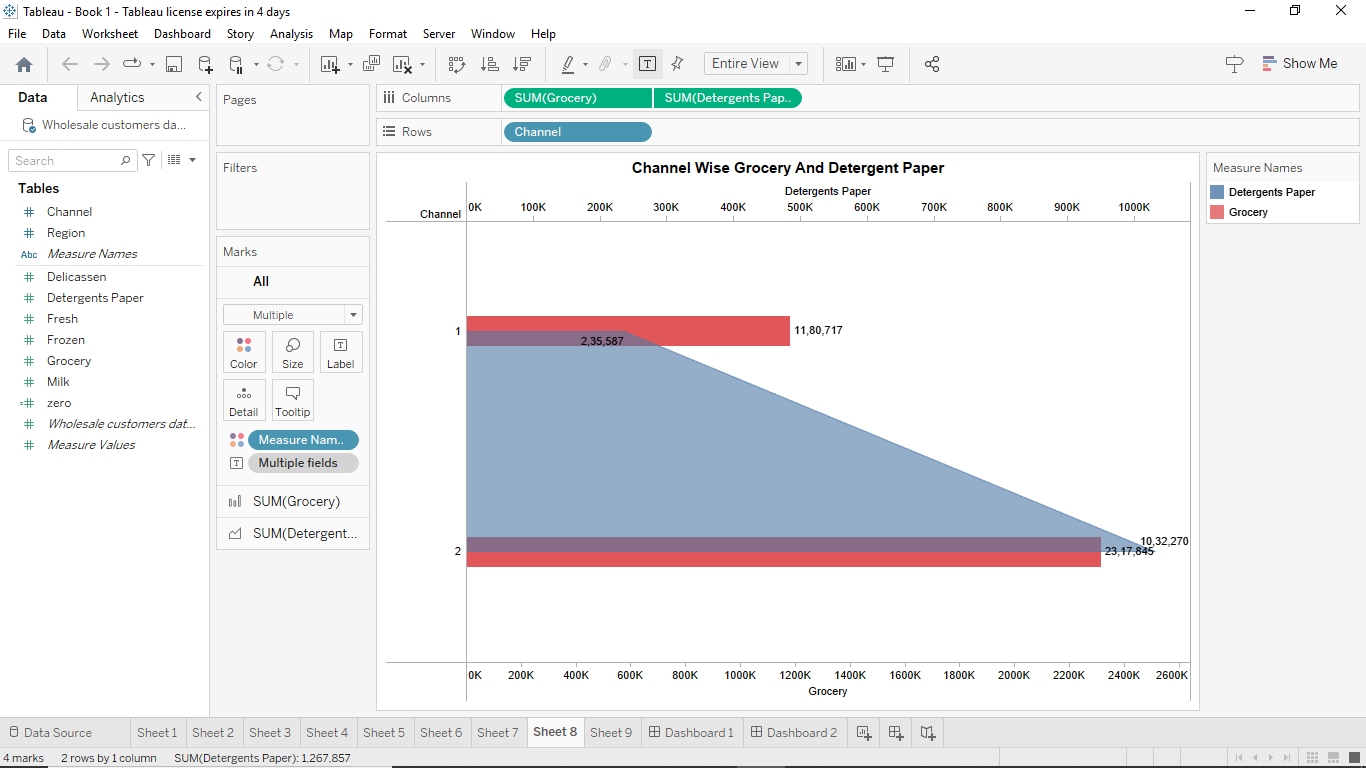 Tableau - Book 1 - Tableau license expires in 4 days
File Data Worksheet Dashboard Story Analysis Map Format Server Window Help
Entire View
Show Me
Data Analytics
Wholesale customers da...
Search
Tables
Channel
Region
Abc Measure Names
Delicassen
Detergents Paper
Fresh
Frozen
Grocery
Milk
zero
Wholesale customers dat...
Measure Values
Pages
Filters
Marks
All
Multiple
Color Size Label
Detail Tooltip
Measure Nam..
Multiple fields
SUM(Grocery)
SUM(Detergent...
Columns SUM(Grocery) SUM(Detergents Pap..
Rows Channel
Channel Wise Grocery And Detergent Paper
Detergents Paper
Channel 0K 100K 200K 300K 400K 500K 600K 700K 800K 900K 1000K
1 11,80,717
2,35,587
10,32,270
2 23,17,845
0K 200K 400K 600K 800K 1000K 1200K 1400K 1600K 1800K 2000K 2200K 2400K 2600K
Grocery
Measure Names
Detergents Paper
Grocery
Data Source Sheet 1 Sheet 2 Sheet 3 Sheet 4 Sheet 5 Sheet 6 Sheet 7 Sheet 8 Sheet 9 Dashboard 1 Dashboard 2
4 marks 2 rows by 1 column SUM(Detergents Paper): 1,267,857